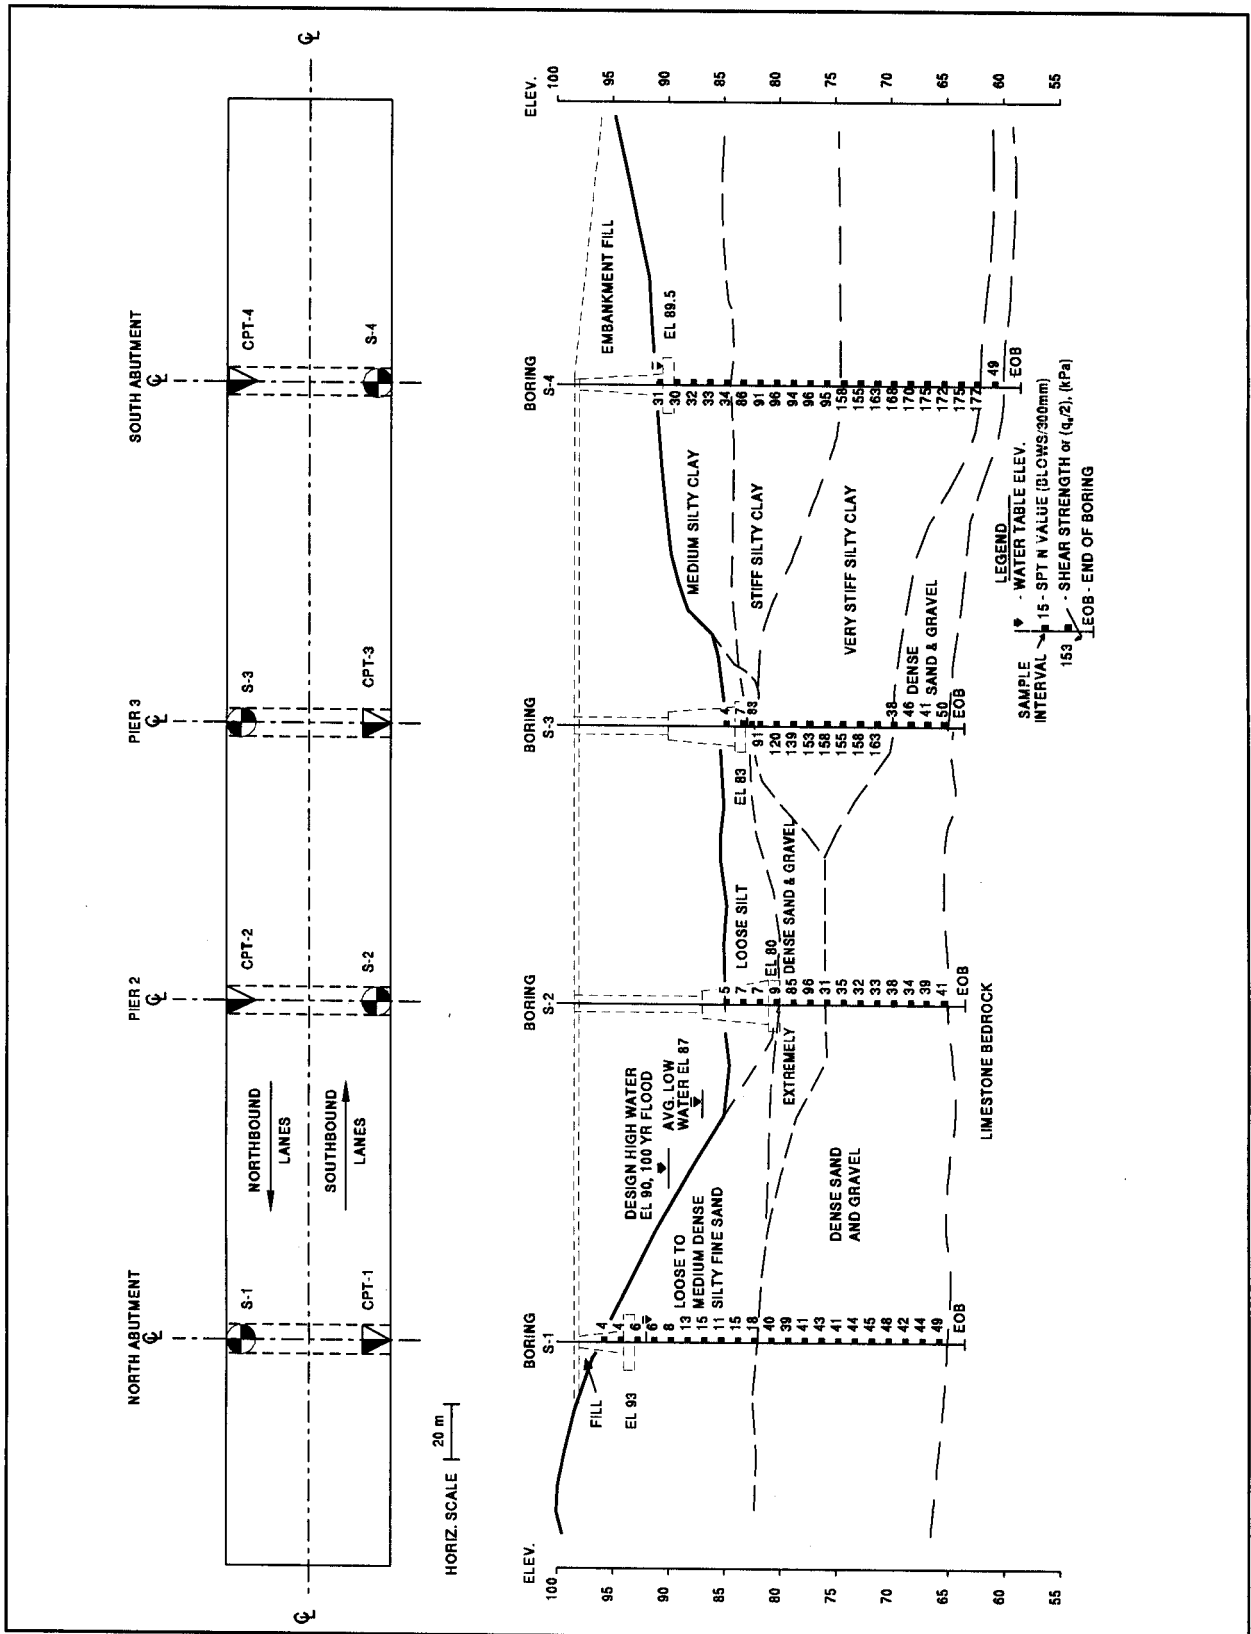 NORTH ABUTMENT
PIER 2
PIER 3
SOUTH ABUTMENT
℄
℄
℄
℄
℄
℄
S-1
CPT-1
CPT-2
S-2
S-3
CPT-3
CPT-4
S-4
NORTHBOUND
LANES
SOUTHBOUND
LANES
HORIZ. SCALE
20 m
ELEV.
100
95
90
85
80
75
70
65
60
55
BORING
S-1
FILL
EL 93
4
4
6
6
8
13
15
11
15
18
40
39
41
43
41
44
45
48
42
44
49
EOB
LOOSE TO
MEDIUM DENSE
SILTY FINE SAND
DESIGN HIGH WATER
EL 90, 100 YR FLOOD
AVG. LOW
WATER EL 87
DENSE SAND
AND GRAVEL
BORING
S-2
5
7
7
9
85
96
31
35
32
33
38
34
39
41
EOB
EL 80
LOOSE SILT
EXTREMELY
DENSE SAND & GRAVEL
LIMESTONE BEDROCK
BORING
S-3
EL 83
4
7
83
91
120
139
153
158
155
158
163
38
46
41
50
EOB
DENSE
SAND & GRAVEL
MEDIUM SILTY CLAY
STIFF SILTY CLAY
VERY STIFF SILTY CLAY
BORING
S-4
EMBANKMENT FILL
EL 89.5
31
30
32
33
34
86
91
96
94
96
95
158
155
163
168
170
175
172
175
177
49
EOB
ELEV.
100
95
90
85
80
75
70
65
60
55
LEGEND
- WATER TABLE ELEV.
SAMPLE
INTERVAL
15 - SPT N VALUE (BLOWS/300mm)
153
- SHEAR STRENGTH or (qᵤ/2), (kPa)
EOB - END OF BORING